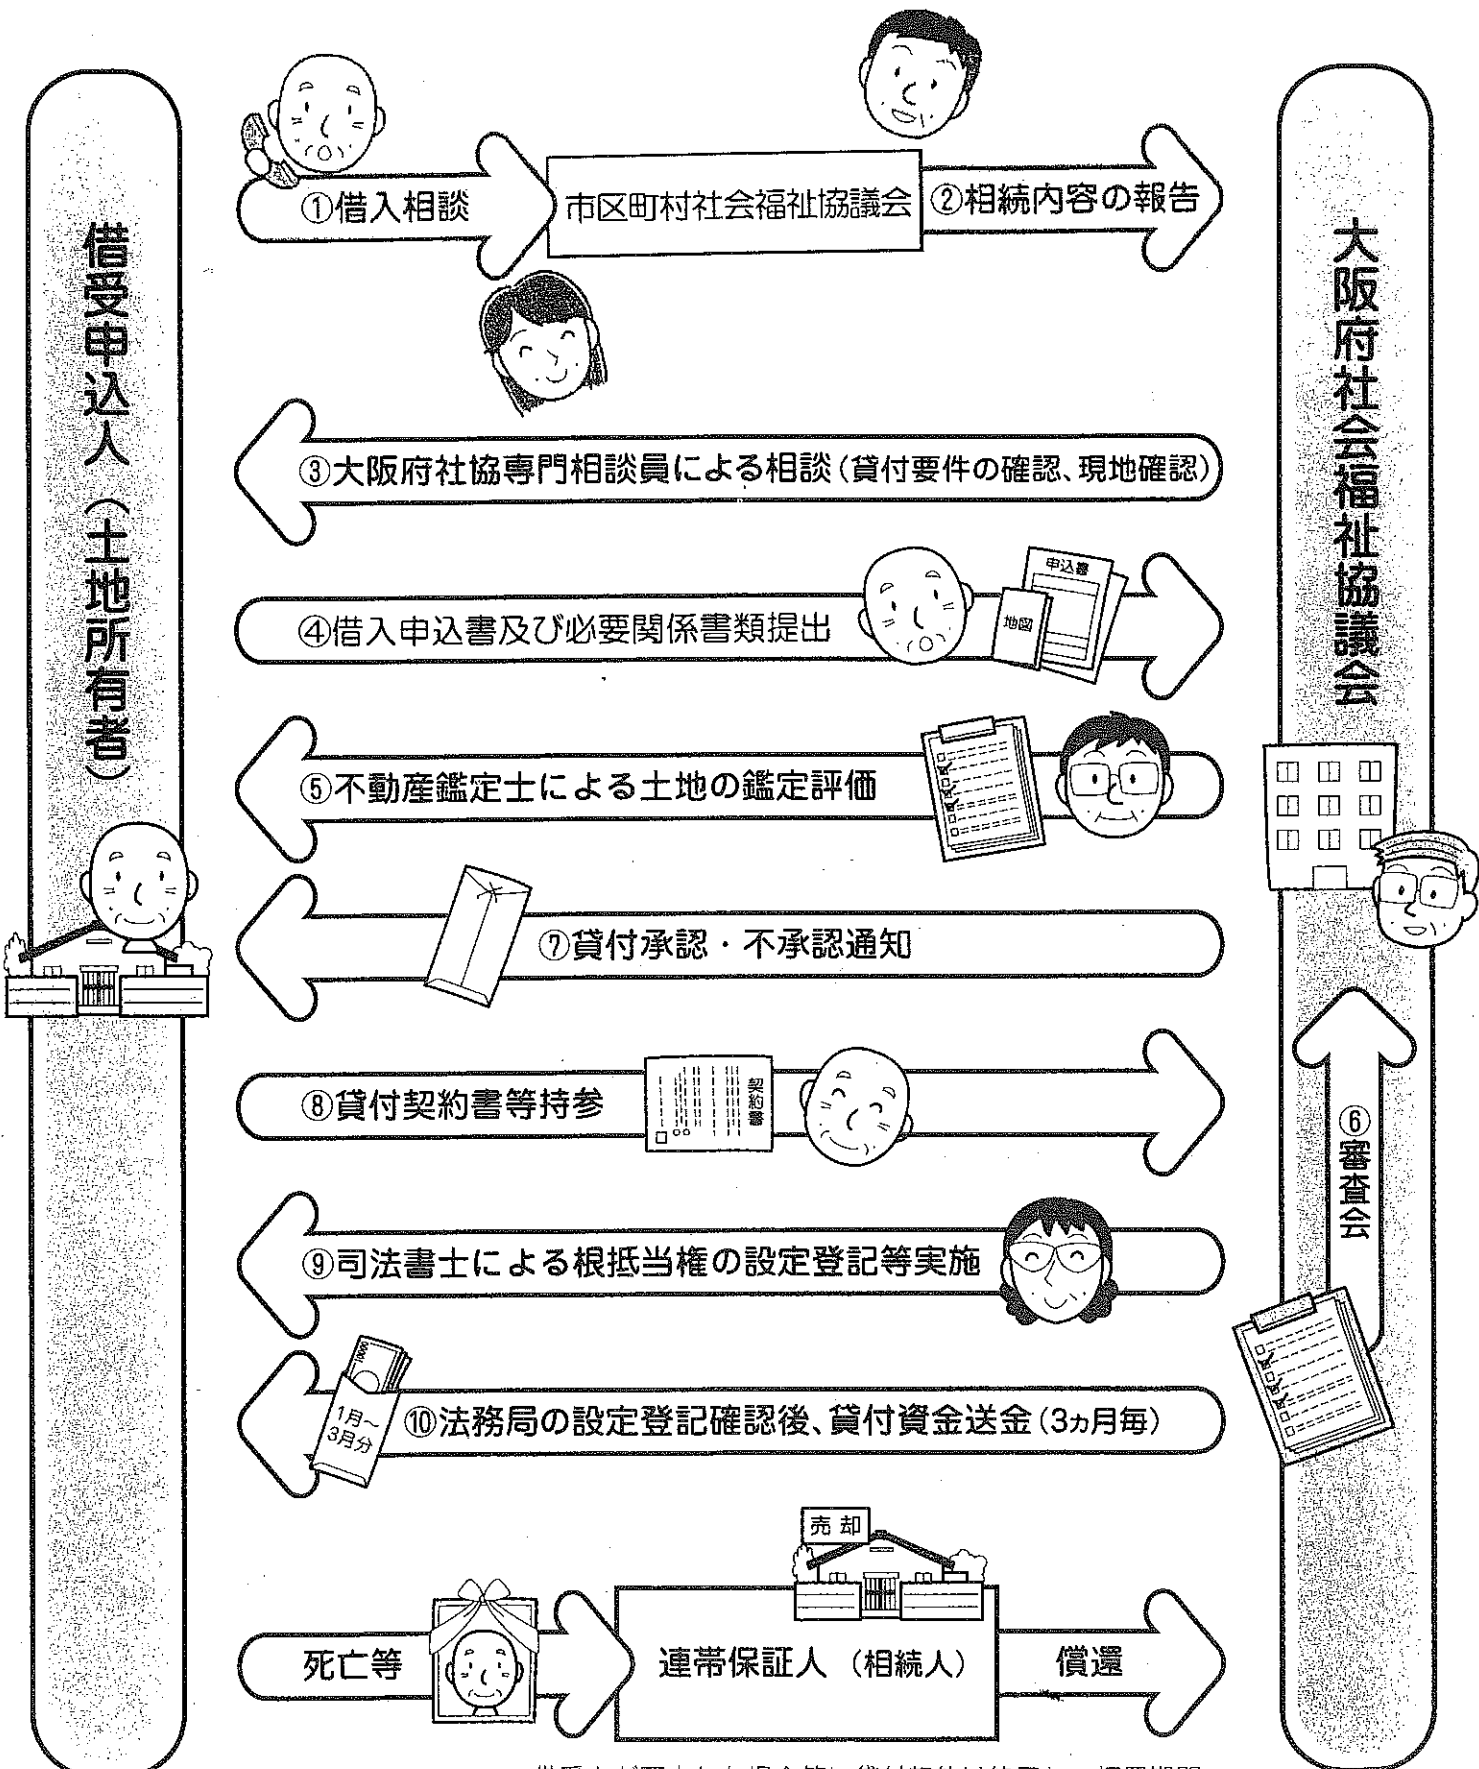 借受申込人（土地所有者）
①借入相談
市区町村社会福祉協議会
②相続内容の報告
大阪府社会福祉協議会
③大阪府社協専門相談員による相談（貸付要件の確認、現地確認）
④借入申込書及び必要関係書類提出
申込書
地図
⑤不動産鑑定士による土地の鑑定評価
⑥審査会
⑦貸付承認・不承認通知
⑧貸付契約書等持参
契約書
⑨司法書士による根抵当権の設定登記等実施
1月～
3月分
⑩法務局の設定登記確認後、貸付資金送金（3ヵ月毎）
売却
死亡等
連帯保証人（相続人）
償還